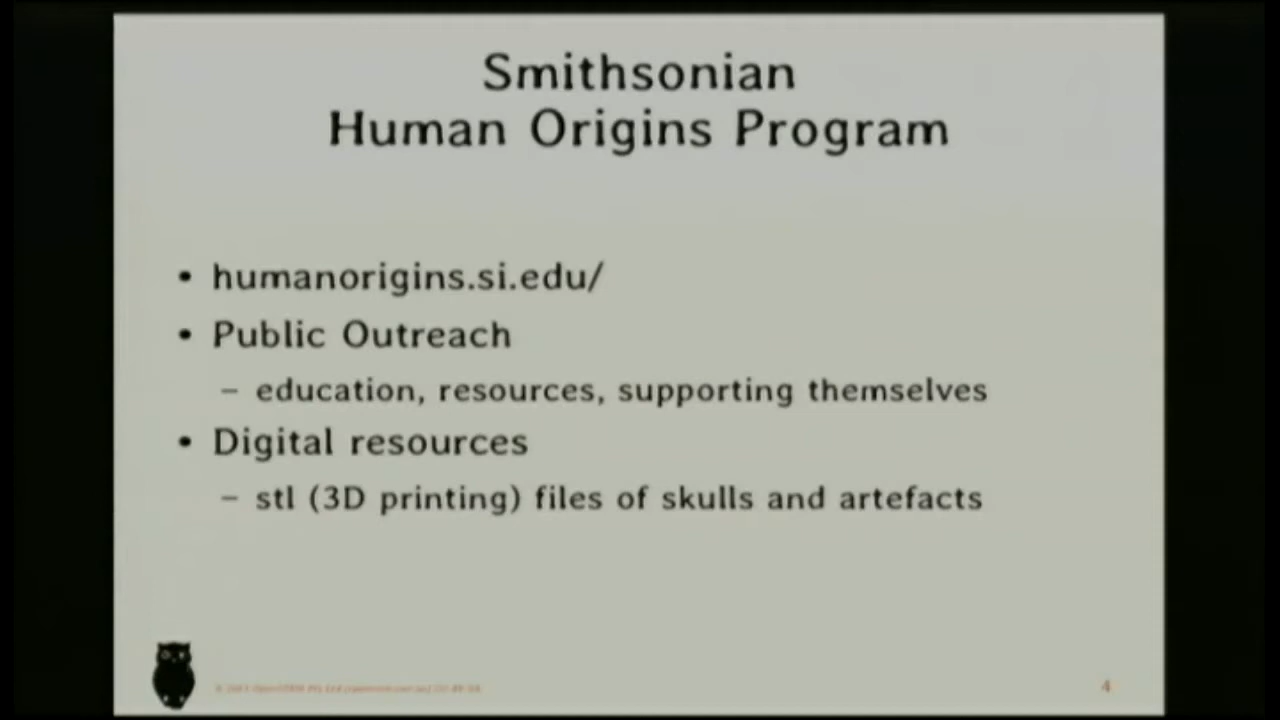 Smithsonian
Human Origins Program
• humanorigins.si.edu/
• Public Outreach
– education, resources, supporting themselves
• Digital resources
– stl (3D printing) files of skulls and artefacts
4